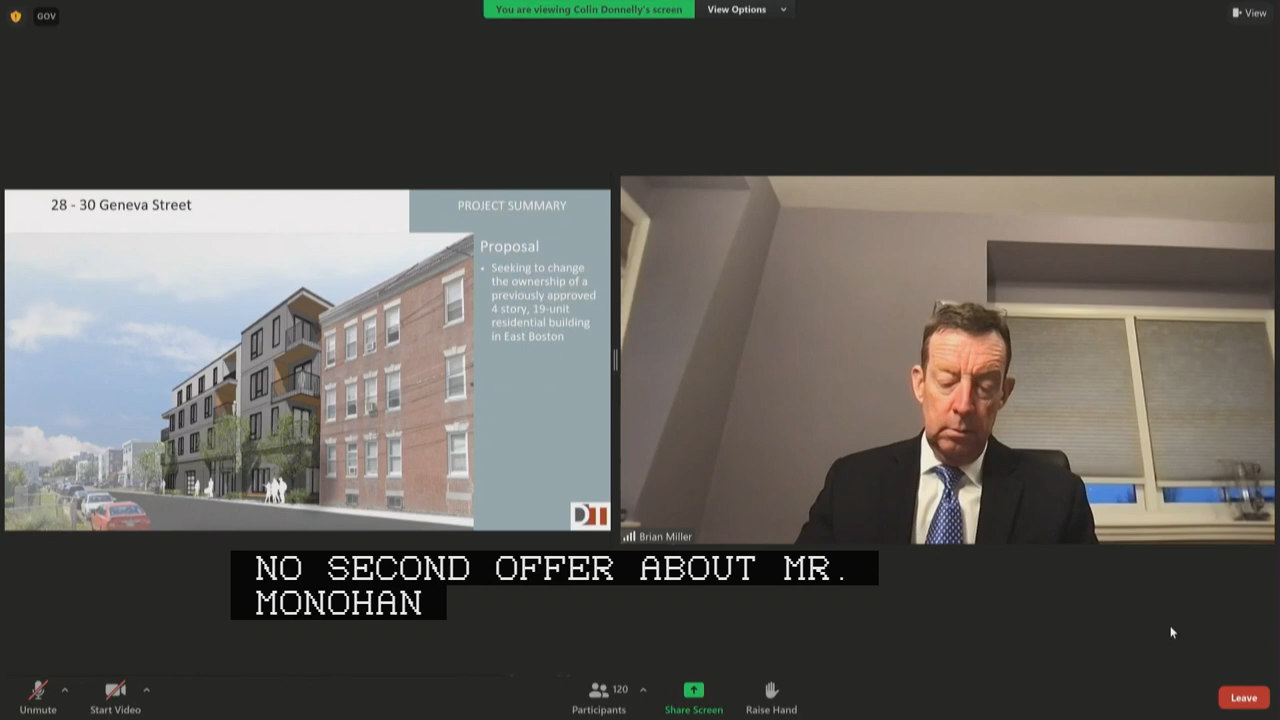 GOV
You are viewing Colin Donnelly's screen
View Options
View
28 - 30 Geneva Street
PROJECT SUMMARY
Proposal
• Seeking to change
the ownership of a
previously approved
4 story, 19-unit
residential building
in East Boston
DTI
Brian Miller
NO SECOND OFFER ABOUT MR.
MONOHAN
Unmute
Start Video
120
Participants
Share Screen
Raise Hand
Leave